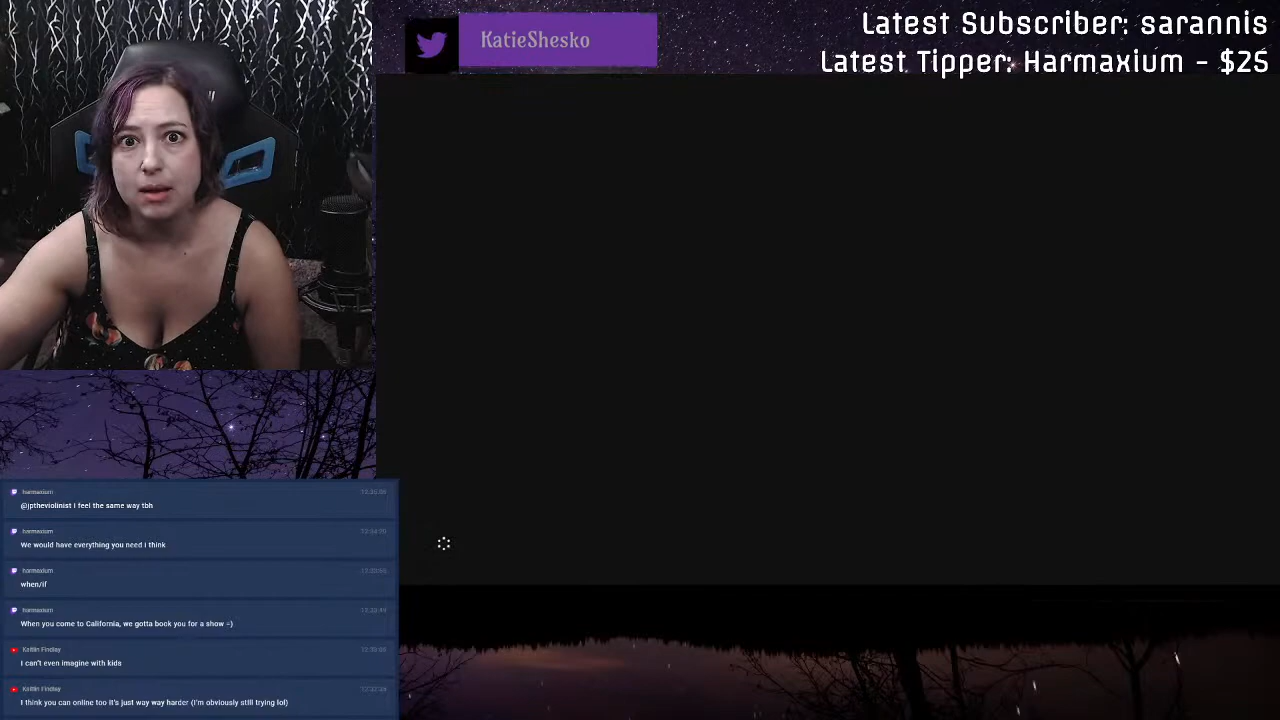 KatieShesko
Latest Subscriber: sarannis
Latest Tipper: Harmaxium - $25
harmaxium
@jptheviolinist I feel the same way tbh
harmaxium
We would have everything you need I think
harmaxium
when/if
harmaxium
When you come to California, we gotta book you for a show =)
Kaitlin Findlay
I can't even imagine with kids
Kaitlin Findlay
I think you can online too it's just way way harder (I'm obviously still trying lol)